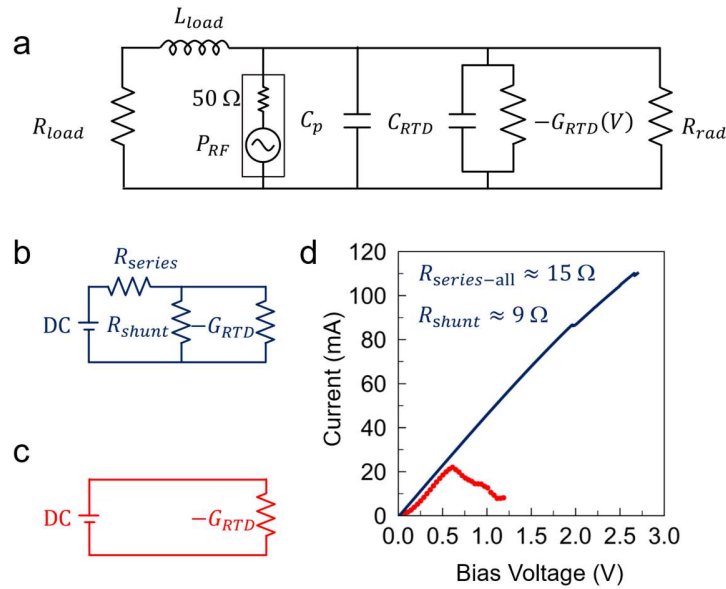 a
L_load
R_load
50 Ω
P_RF
C_p
C_RTD
−G_RTD(V)
R_rad
b
R_series
DC
R_shunt
−G_RTD
c
DC
−G_RTD
d
R_series−all ≈ 15 Ω
R_shunt ≈ 9 Ω
Current (mA)
120
100
80
60
40
20
0
0.0 0.5 1.0 1.5 2.0 2.5 3.0
Bias Voltage (V)